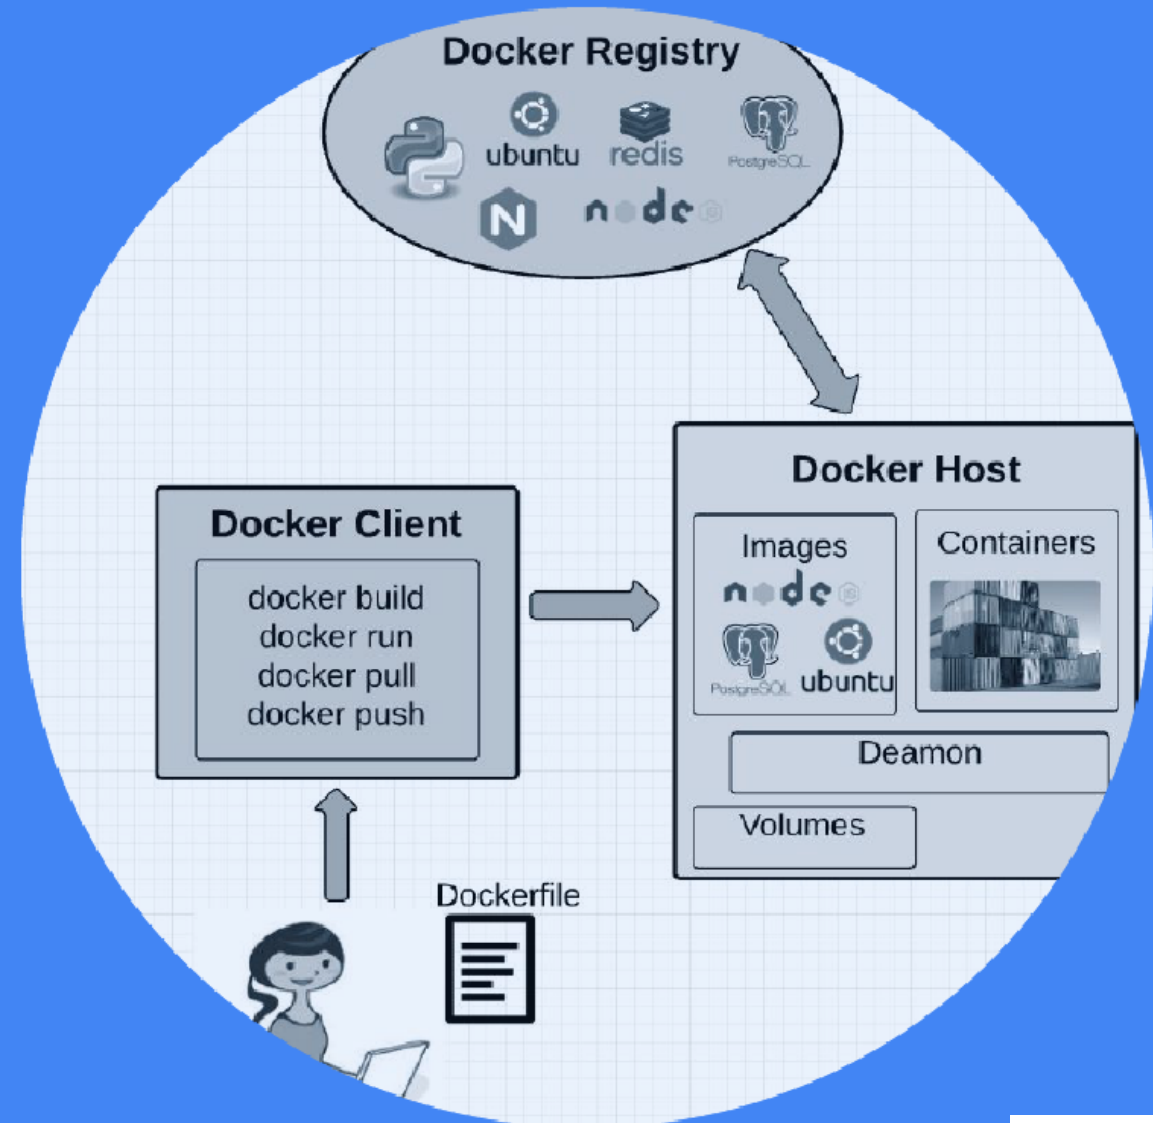 Docker Registry
ubuntu
redis
PostgreSQL
N
node
Docker Host
Docker Client
Images
Containers
docker build
docker run
docker pull
docker push
node
PostgreSQL
ubuntu
Deamon
Volumes
Dockerfile